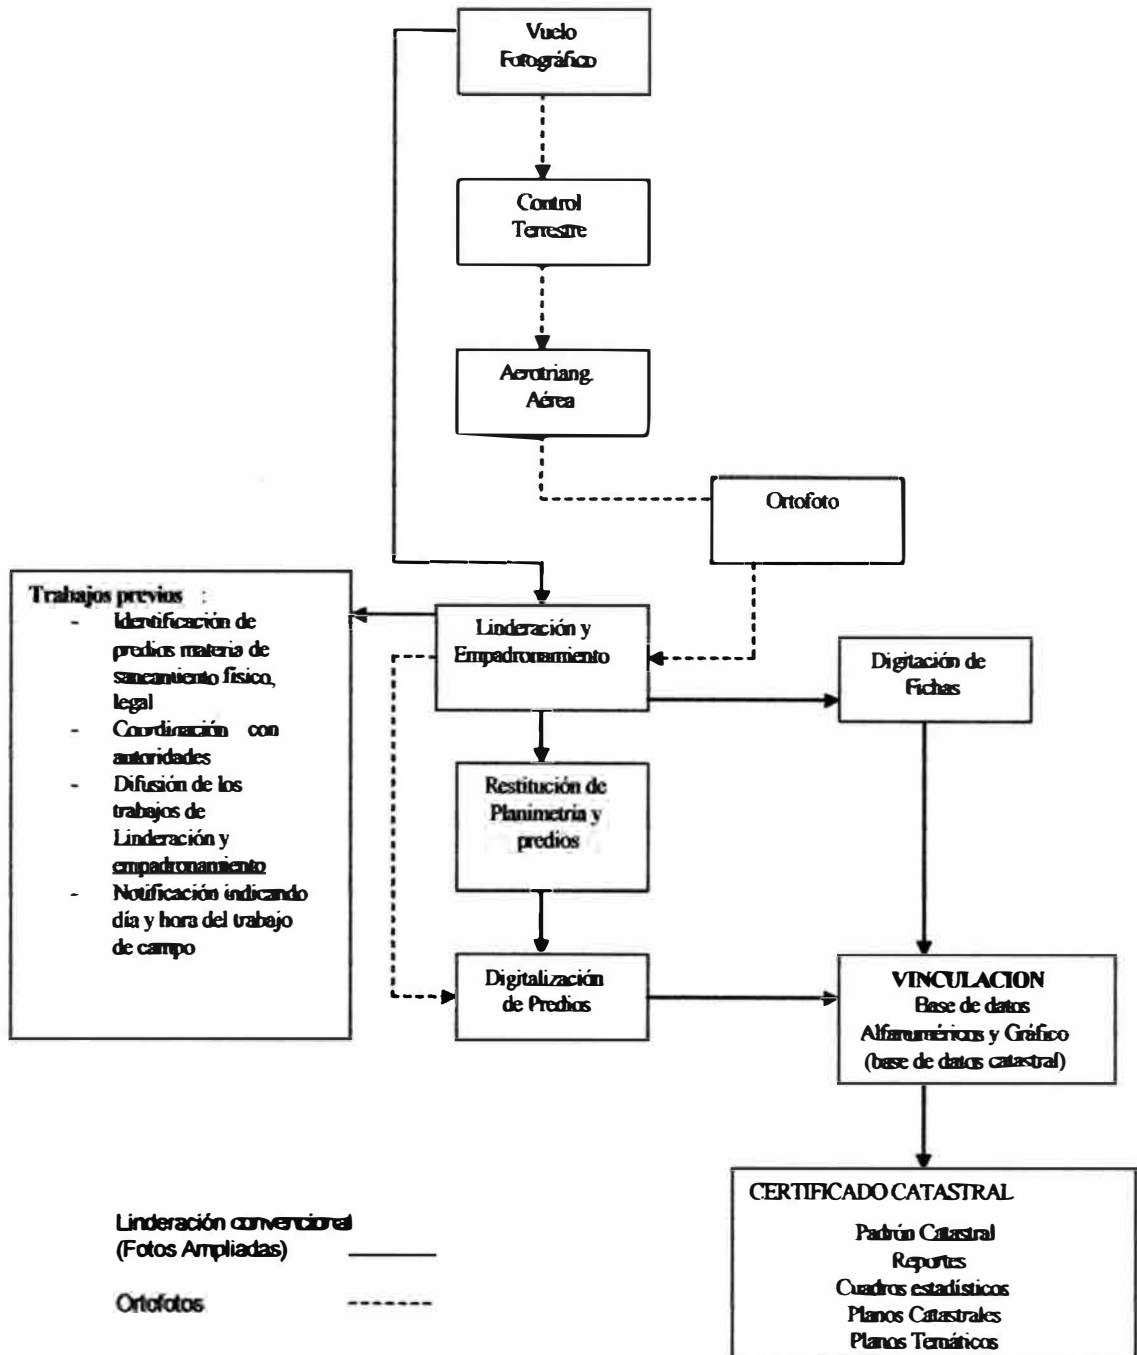 Vuelo
Fotográfico
Control
Terrestre
Aerotriang.
Aérea
Ortofoto
Trabajos previos :
- Identificación de
predios materia de
saneamiento físico,
legal
- Coordinación con
autoridades
- Difusión de los
trabajos de
Linderación y
empadronamiento
- Notificación indicando
día y hora del trabajo
de campo
Linderación y
Empadronamiento
Digitación de
Fichas
Restitución de
Planimetría y
predios
Digitalización
de Predios
VINCULACION
Base de datos
Alfanuméricos y Gráfico
(base de datos catastral)
CERTIFICADO CATASTRAL
Padrón Catastral
Reportes
Cuadros estadísticos
Planos Catastrales
Planos Temáticos
Linderación convencional
(Fotos Ampliadas)
Ortofotos